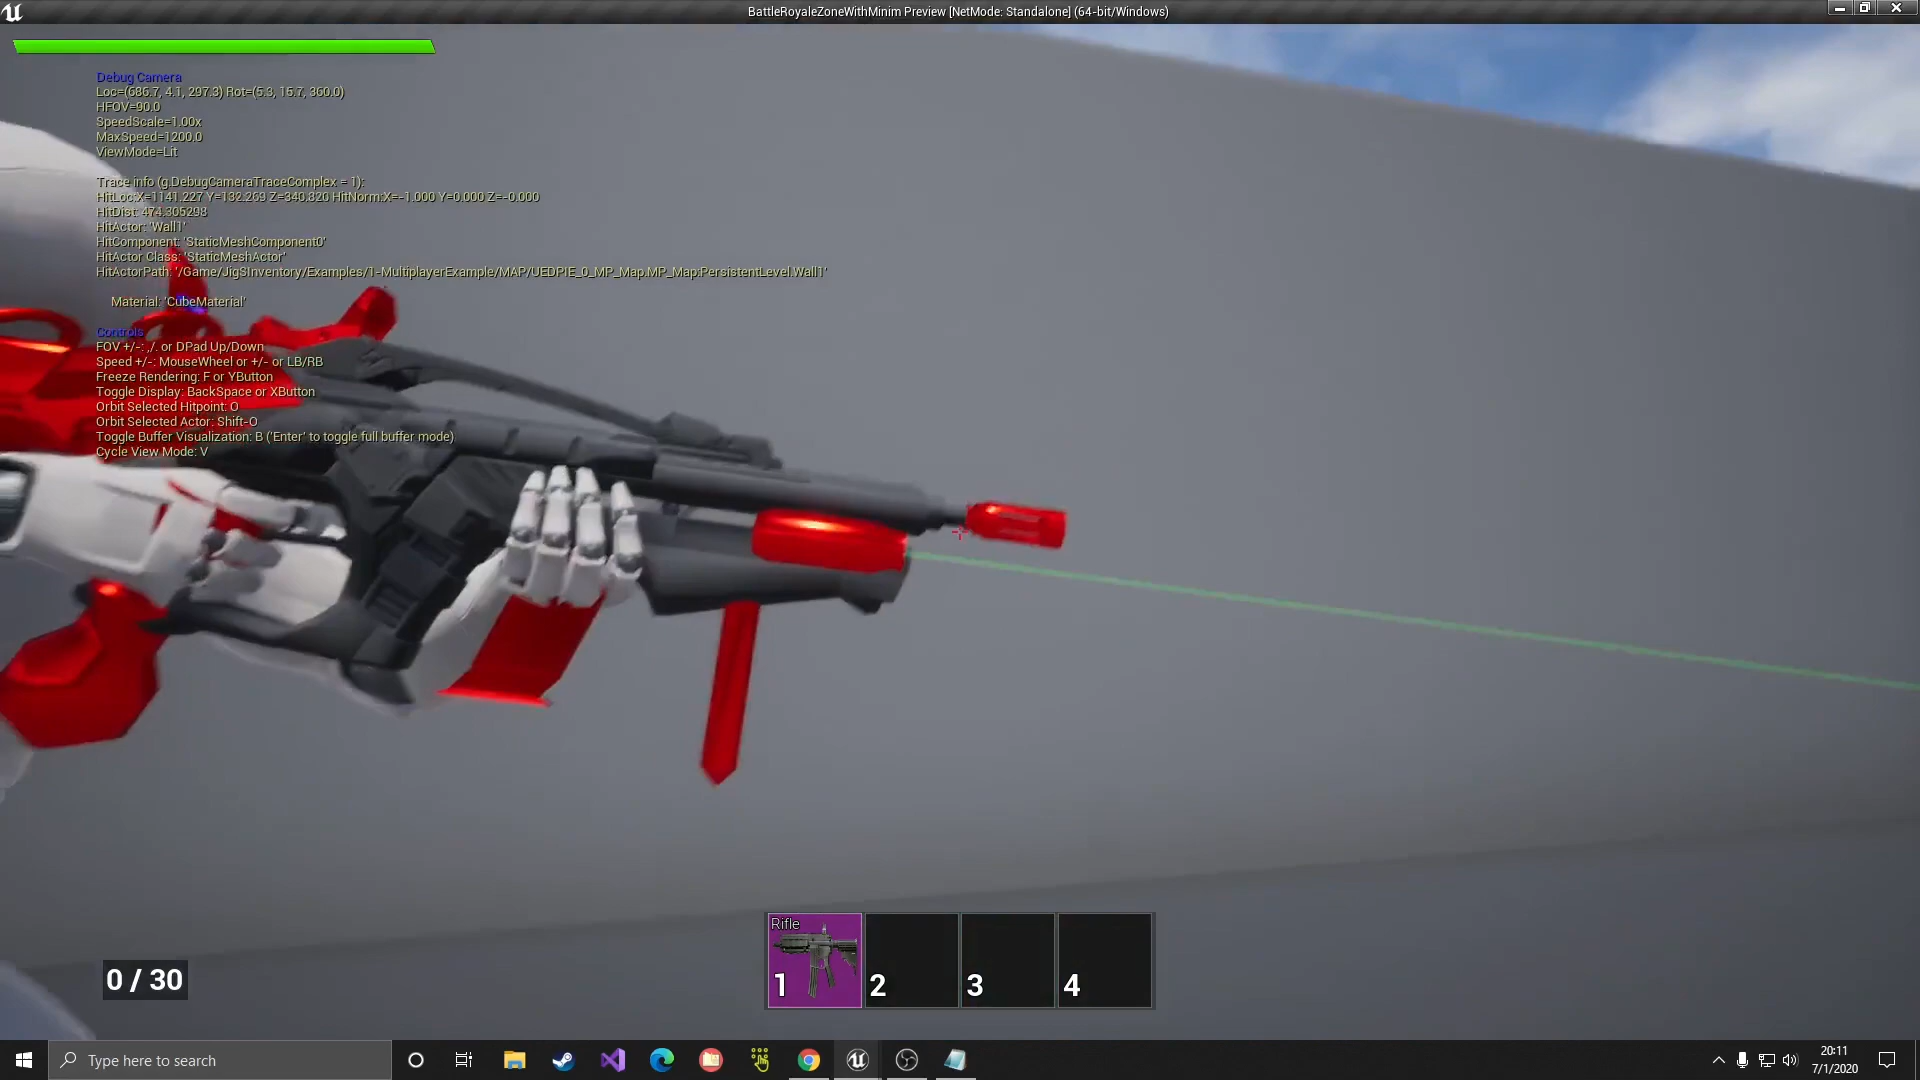 BattleRoyaleZoneWithMinim Preview [NetMode: Standalone] (64-bit/Windows)
Debug Camera
Loc=(686.7, 4.1, 297.3) Rot=(5.3, 15.7, 360.0)
HFOV=90.0
SpeedScale=1.00x
MaxSpeed=1200.0
ViewMode=Lit
Trace info (g.DebugCameraTraceComplex = 1):
HitLoc:X=1141.227 Y=132.269 Z=340.820 HitNorm:X=-1.000 Y=0.000 Z=-0.000
HitDist: 474.305298
HitActor: 'Wall1'
HitComponent: 'StaticMeshComponent0'
HitActor Class: 'StaticMeshActor'
HitActorPath: '/Game/JigSInventory/Examples/1-MultiplayerExample/MAP/UEDPIE_0_MP_Map.MP_Map:PersistentLevel.Wall1'
Material: 'CubeMaterial'
Controls
FOV +/-: ,/. or DPad Up/Down
Speed +/-: MouseWheel or +/- or LB/RB
Freeze Rendering: F or YButton
Toggle Display: BackSpace or XButton
Orbit Selected Hitpoint: O
Orbit Selected Actor: Shift-O
Toggle Buffer Visualization: B ('Enter' to toggle full buffer mode)
Cycle View Mode: V
Rifle
1 2 3 4
0 / 30
Type here to search
20:11
7/1/2020